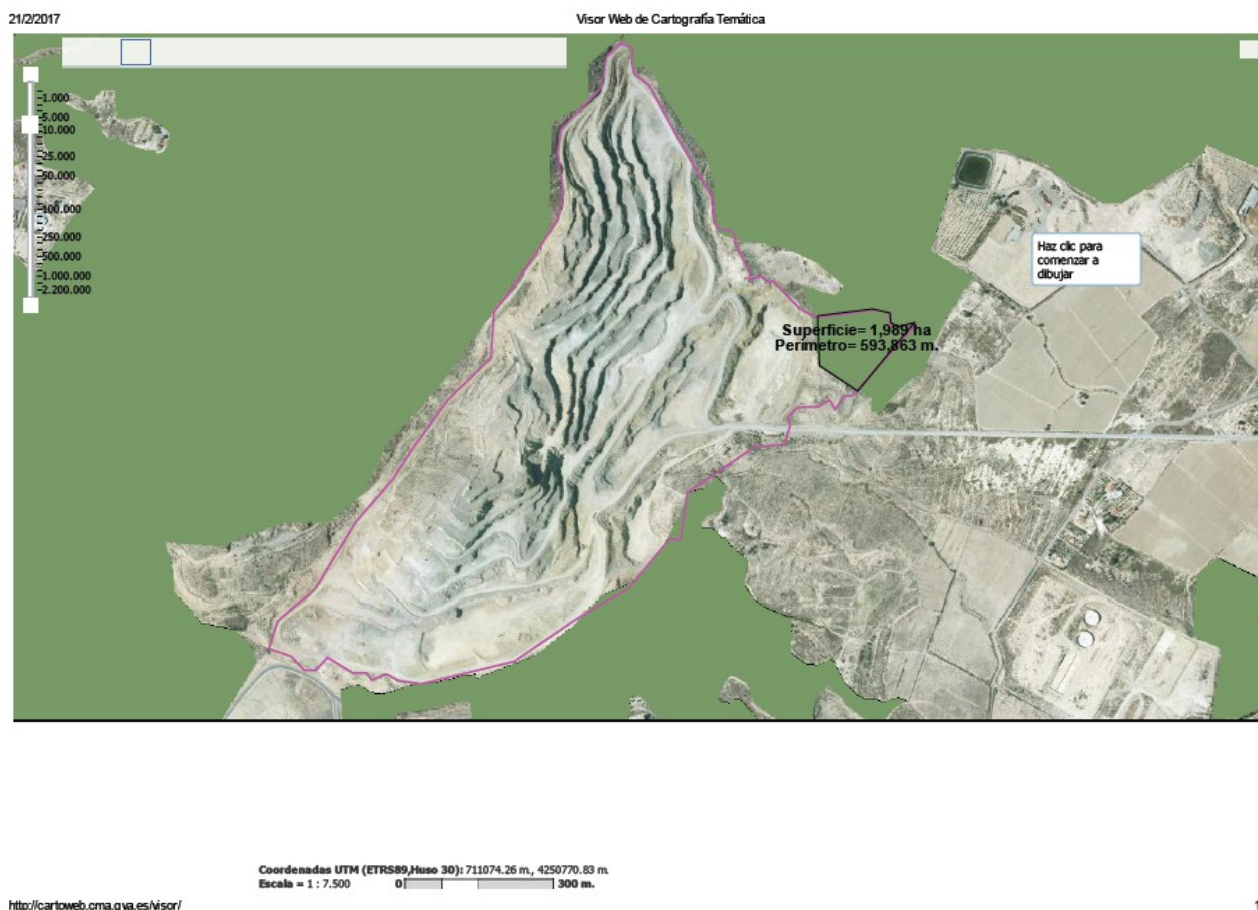 21/2/2017
Visor Web de Cartografía Temática
1.000
5.000
10.000
25.000
50.000
100.000
250.000
500.000
1.000.000
2.200.000
Haz clic para
comenzar a
dibujar
Superficie= 1,989 ha
Perímetro= 593,863 m.
Coordenadas UTM (ETRS89,Huso 30): 711074.26 m, 4250770.83 m.
Escala = 1 : 7.500
0
300 m.
http://cartoweb.cma.gva.es/visor/
1